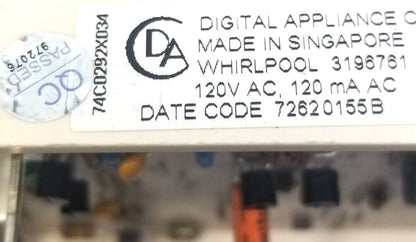 DIGITAL APPLIANCE C
MADE IN SINGAPORE
WHIRLPOOL 3196761
120V AC, 120 mA AC
DATE CODE 72620155B
74C0292X034
DA
PASSED
972076
QC